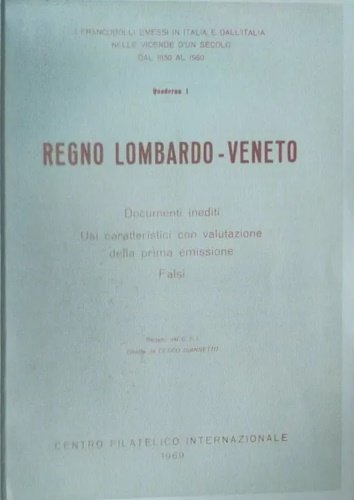 I FRANCOBOLLI EMESSI IN ITALIA E DALL'ITALIA
NELLE VICENDE D'UN SECOLO
DAL 1850 AL 1960
Quaderno 1
REGNO LOMBARDO-VENETO
Documenti inediti
Usi caratteristici con valutazione
della prima emissione
Falsi
CENTRO FILATELICO INTERNAZIONALE
1969